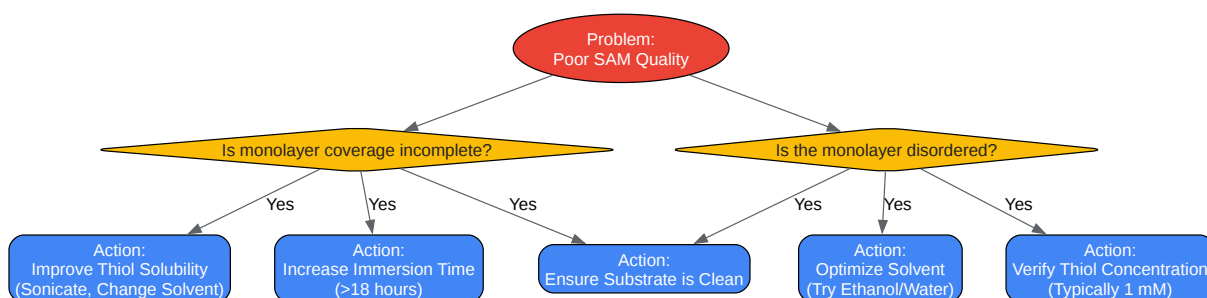 Problem:
Poor SAM Quality
Is monolayer coverage incomplete?
Is the monolayer disordered?
Yes
Yes
Yes
Yes
Yes
Yes
Action:
Improve Thiol Solubility
(Sonicate, Change Solvent)
Action:
Increase Immersion Time
(>18 hours)
Action:
Ensure Substrate is Clean
Action:
Optimize Solvent
(Try Ethanol/Water)
Action:
Verify Thiol Concentration
(Typically 1 mM)